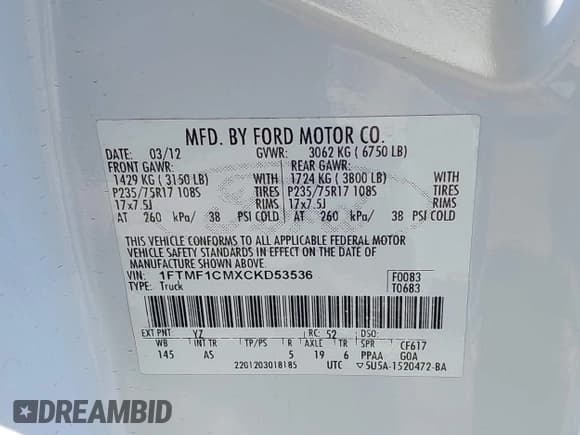 MFD. BY FORD MOTOR CO.
DATE: 03/12 GVWR: 3062 KG ( 6750 LB)
FRONT GAWR: REAR GAWR:
1429 KG ( 3150 LB) WITH 1724 KG ( 3800 LB) WITH
P235/75R17 108S TIRES P235/75R17 108S TIRES
17x7.5J RIMS 17x7.5J RIMS
AT 260 kPa/ 38 PSI COLD AT 260 kPa/ 38 PSI COLD
THIS VEHICLE CONFORMS TO ALL APPLICABLE FEDERAL MOTOR
VEHICLE SAFETY STANDARDS IN EFFECT ON THE DATE OF
MANUFACTURE SHOWN ABOVE.
VIN: 1FTMF1CMXCKD53536 F0083
TYPE: Truck T0683
EXT PNT: YZ RC: 52 DSO:
WB INT TR TP/PS R AXLE TR SPR CF617
145 AS 5 19 6 PPAA GOA
2201203018185 UTC ▽5U5A-1520472-BA
DREAMBID